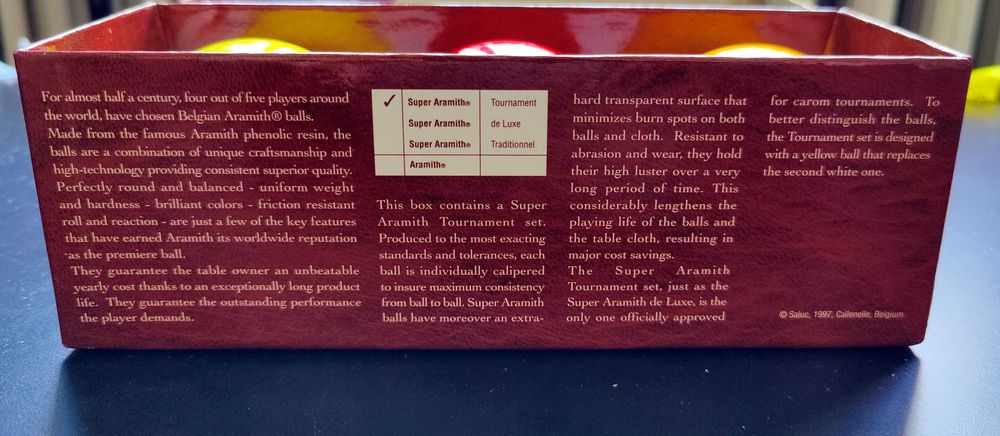 For almost half a century, four out of five players around
the world, have chosen Belgian Aramith® balls.
Made from the famous Aramith phenolic resin, the
balls are a combination of unique craftsmanship and
high-technology providing consistent superior quality.
Perfectly round and balanced - uniform weight
and hardness - brilliant colors - friction resistant
roll and reaction - are just a few of the key features
that have earned Aramith its worldwide reputation
as the premiere ball.
They guarantee the table owner an unbeatable
yearly cost thanks to an exceptionally long product
life. They guarantee the outstanding performance
the player demands.
✓ Super Aramith® Tournament
Super Aramith® de Luxe
Super Aramith® Traditionnel
Aramith®
This box contains a Super
Aramith Tournament set.
Produced to the most exacting
standards and tolerances, each
ball is individually calipered
to insure maximum consistency
from ball to ball. Super Aramith
balls have moreover an extra-
hard transparent surface that
minimizes burn spots on both
balls and cloth. Resistant to
abrasion and wear, they hold
their high luster over a very
long period of time. This
considerably lengthens the
playing life of the balls and
the table cloth, resulting in
major cost savings.
The Super Aramith
Tournament set, just as the
Super Aramith de Luxe, is the
only one officially approved
for carom tournaments. To
better distinguish the balls,
the Tournament set is designed
with a yellow ball that replaces
the second white one.
© Saluc, 1997, Callenelle, Belgium